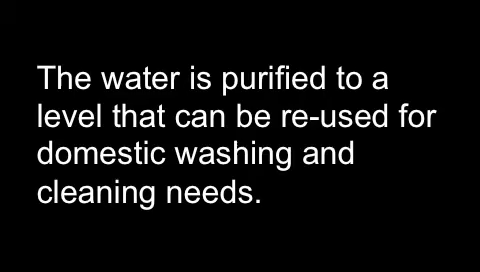 The water is purified to a
level that can be re-used for
domestic washing and
cleaning needs.